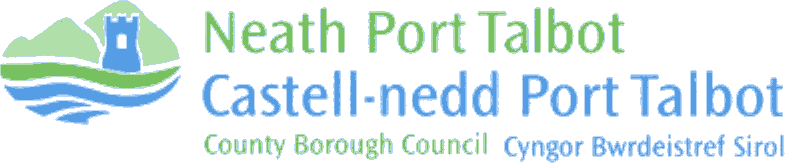 Neath Port Talbot
Castell-nedd Port Talbot
County Borough Council Cyngor Bwrdeistref Sirol